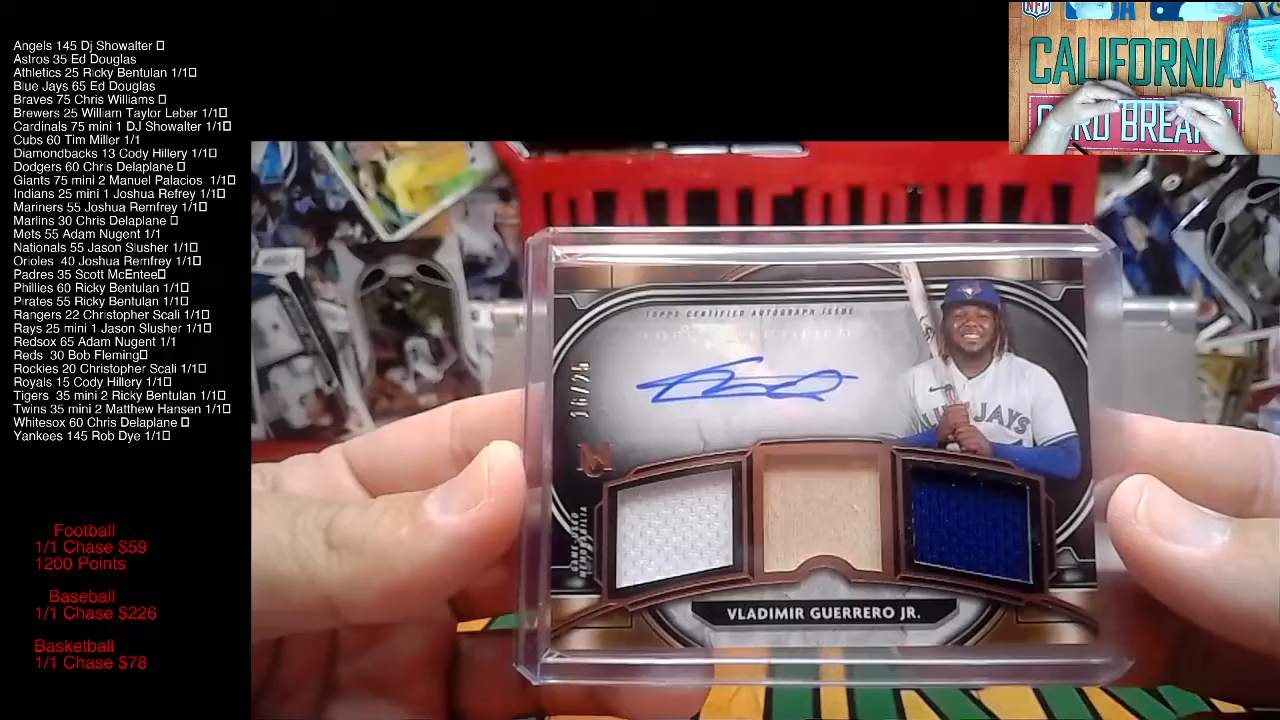 Angels 145 Dj Showalter
Astros 35 Ed Douglas
Athletics 25 Ricky Bentulan 1/1
Blue Jays 65 Ed Douglas
Braves 75 Chris Williams
Brewers 25 William Taylor Leber 1/1
Cardinals 75 mini 1 DJ Showalter 1/1
Cubs 60 Tim Miller 1/1
Diamondbacks 13 Cody Hillery 1/1
Dodgers 60 Chris Delaplane
Giants 75 mini 2 Manuel Palacios 1/1
Indians 25 mini 1 Joshua Refrey 1/1
Mariners 55 Joshua Remfrey 1/1
Marlins 30 Chris Delaplane
Mets 55 Adam Nugent 1/1
Nationals 55 Jason Slusher 1/1
Orioles 40 Joshua Remfrey 1/1
Padres 35 Scott McEntee
Phillies 60 Ricky Bentulan 1/1
Pirates 55 Ricky Bentulan 1/1
Rangers 22 Christopher Scali 1/1
Rays 25 mini 1 Jason Slusher 1/1
Redsox 65 Adam Nugent 1/1
Reds 30 Bob Fleming
Rockies 20 Christopher Scali 1/1
Royals 15 Cody Hillery 1/1
Tigers 35 mini 2 Ricky Bentulan 1/1
Twins 35 mini 2 Matthew Hansen 1/1
Whitesox 60 Chris Delaplane
Yankees 145 Rob Dye 1/1
Football
1/1 Chase $59
1200 Points
Baseball
1/1 Chase $226
Basketball
1/1 Chase $78
NFL
CALIFORNIA
CARD BREA
TOPPS CERTIFIED AUTOGRAPH ISSUE
16/25
JAYS
GAME-USED
MEMORABILIA
VLADIMIR GUERRERO JR.